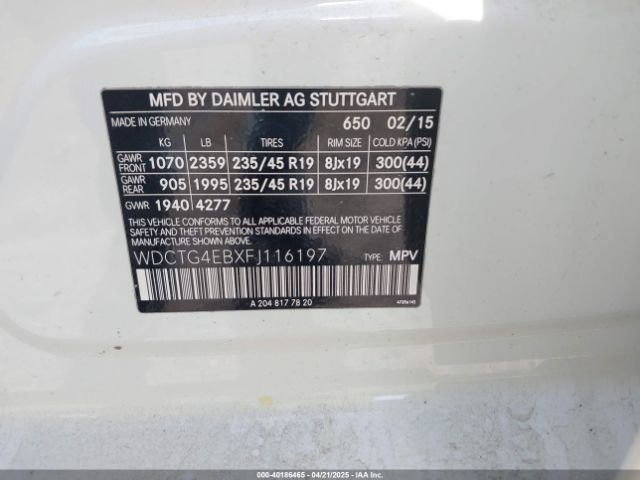 MFD BY DAIMLER AG STUTTGART
MADE IN GERMANY 650 02/15
KG LB TIRES RIM SIZE COLD KPA (PSI)
GAWR FRONT 1070 2359 235/45 R19 8Jx19 300(44)
GAWR REAR 905 1995 235/45 R19 8Jx19 300(44)
GVWR 1940 4277
THIS VEHICLE CONFORMS TO ALL APPLICABLE FEDERAL MOTOR VEHICLE
SAFETY AND THEFT PREVENTION STANDARDS IN EFFECT ON THE DATE OF
MANUFACTURE SHOWN ABOVE.
WDCTG4EBXFJ116197 TYPE: MPV
A 204 817 78 20
000-40186465 - 04/21/2025 - IAAI.COM